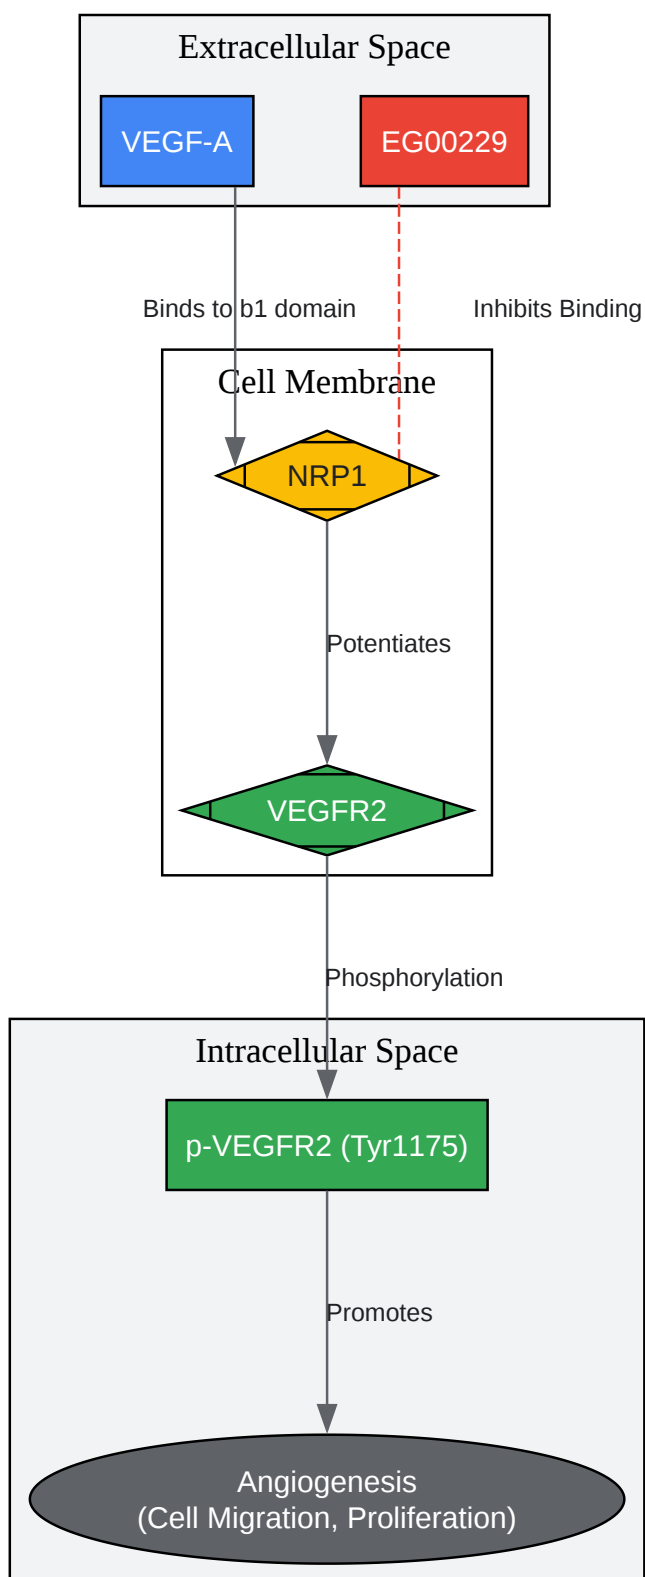 Extracellular Space
VEGF-A
EG00229
Binds to b1 domain
Inhibits Binding
Cell Membrane
NRP1
Potentiates
VEGFR2
Phosphorylation
Intracellular Space
p-VEGFR2 (Tyr1175)
Promotes
Angiogenesis
(Cell Migration, Proliferation)